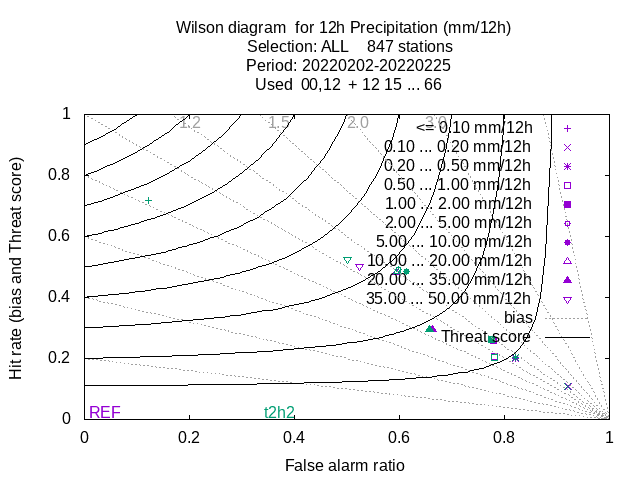 Wilson diagram  for 12h Precipitation (mm/12h)
Selection: ALL    847 stations
Period: 20220202-20220225
Used  00,12  + 12 15 ... 66
Hit rate (bias and Threat score)
1
0.8
0.6
0.4
0.2
0
1.2
1.5
2.0
3.0
<= 0.10 mm/12h
0.10 ... 0.20 mm/12h
0.20 ... 0.50 mm/12h
0.50 ... 1.00 mm/12h
1.00 ... 2.00 mm/12h
2.00 ... 5.00 mm/12h
5.00 ... 10.00 mm/12h
10.00 ... 20.00 mm/12h
20.00 ... 35.00 mm/12h
35.00 ... 50.00 mm/12h
bias
Threat score
REF
t2h2
0 0.2 0.4 0.6 0.8 1
False alarm ratio